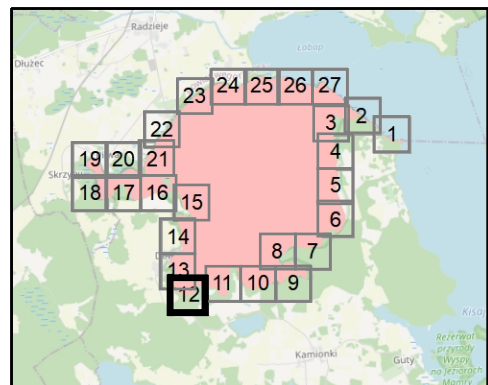 Radzieje
Dłużec
Łabap
24 25 26 27
23
3 2
22
1
4
19 20 21
Skrzy
5
18 17 16
15
6
14
8 7
13
11 10 9
12
Kamionki
Guty
Rezerwat
przyrody
Wyspy
na Jeziorach
Mamry